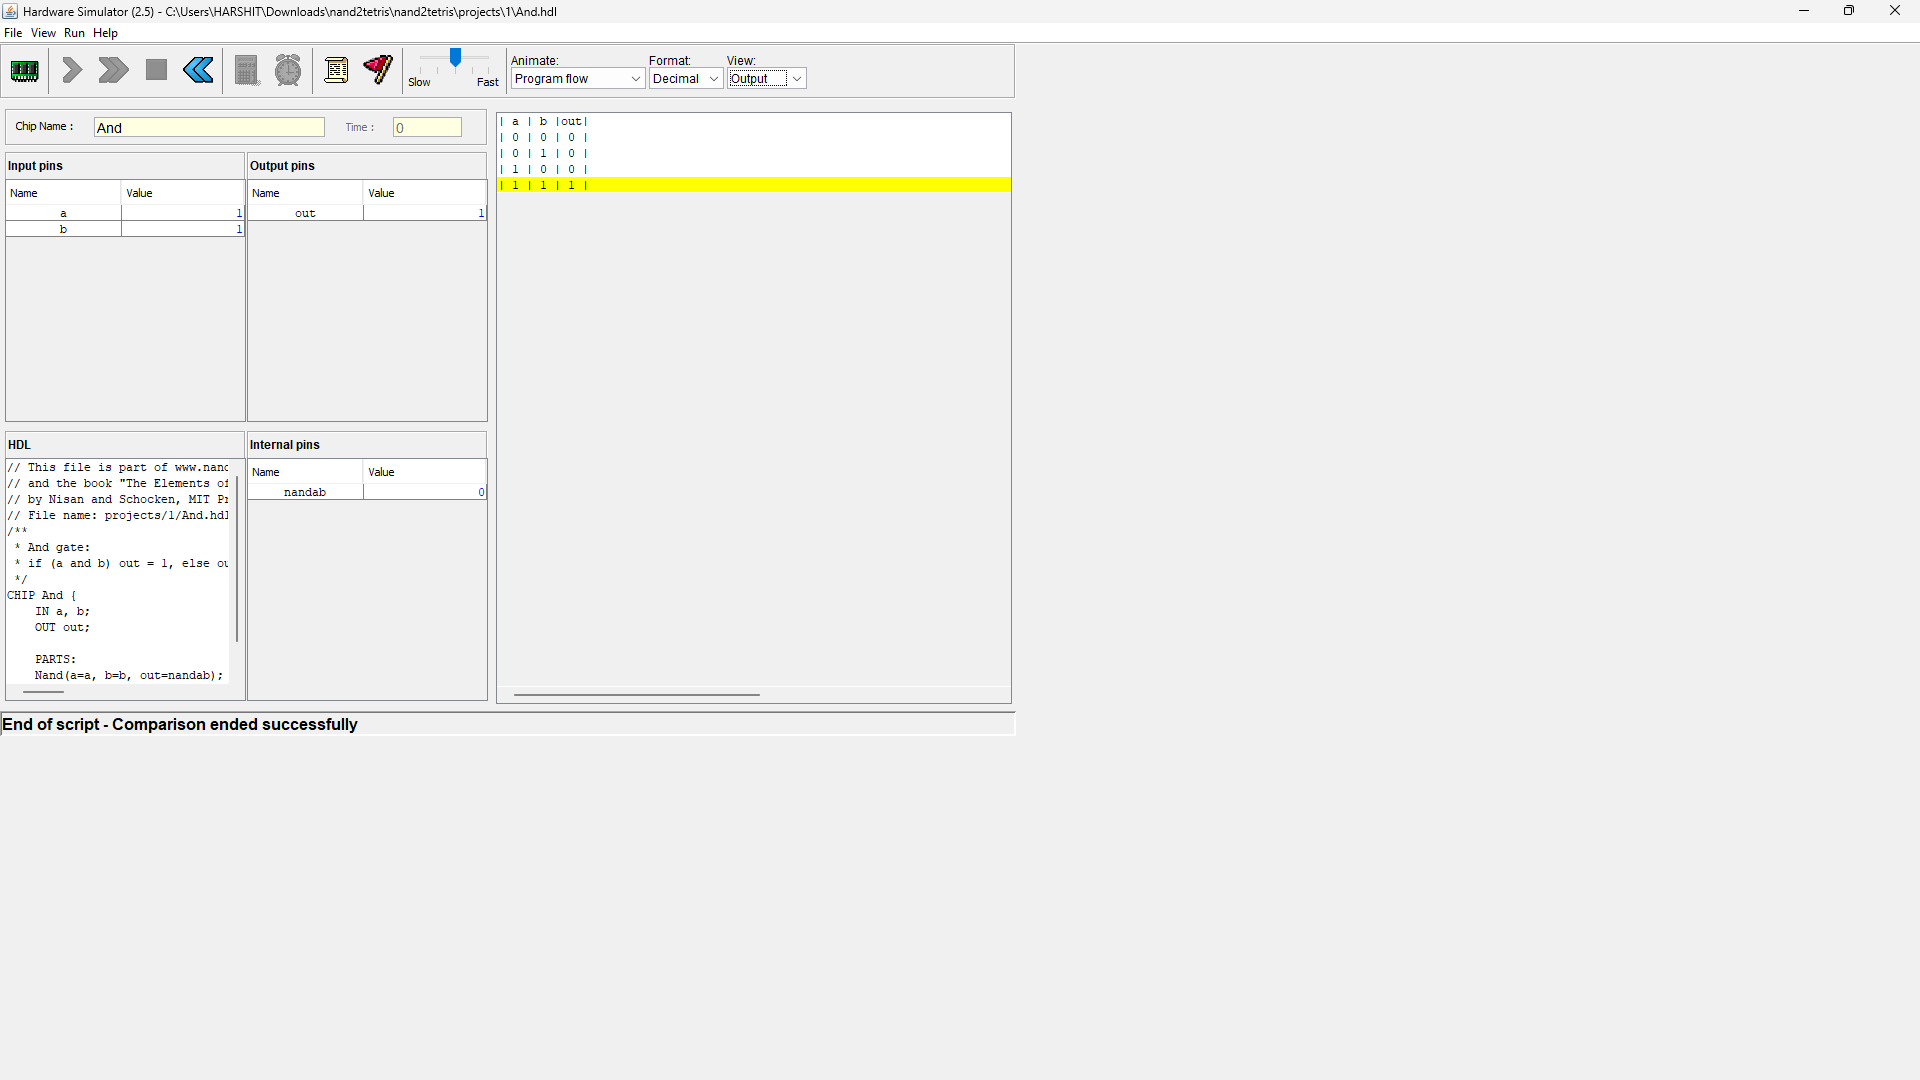 Hardware Simulator (2.5) - C:\Users\HARSHIT\Downloads\nand2tetris\nand2tetris\projects\1\And.hdl
File View Run Help
Animate: Format: View:
Slow Fast Program flow Decimal Output
Chip Name : And Time : 0
Input pins
Name Value
a 1
b 1
Output pins
Name Value
out 1
HDL
// This file is part of www.nand
// and the book "The Elements of
// by Nisan and Schocken, MIT Pr
// File name: projects/1/And.hdl
/**
* And gate:
* if (a and b) out = 1, else ou
*/
CHIP And {
IN a, b;
OUT out;
PARTS:
Nand(a=a, b=b, out=nandab);
Internal pins
Name Value
nandab 0
| a | b |out|
| 0 | 0 | 0 |
| 0 | 1 | 0 |
| 1 | 0 | 0 |
| 1 | 1 | 1 |
End of script - Comparison ended successfully